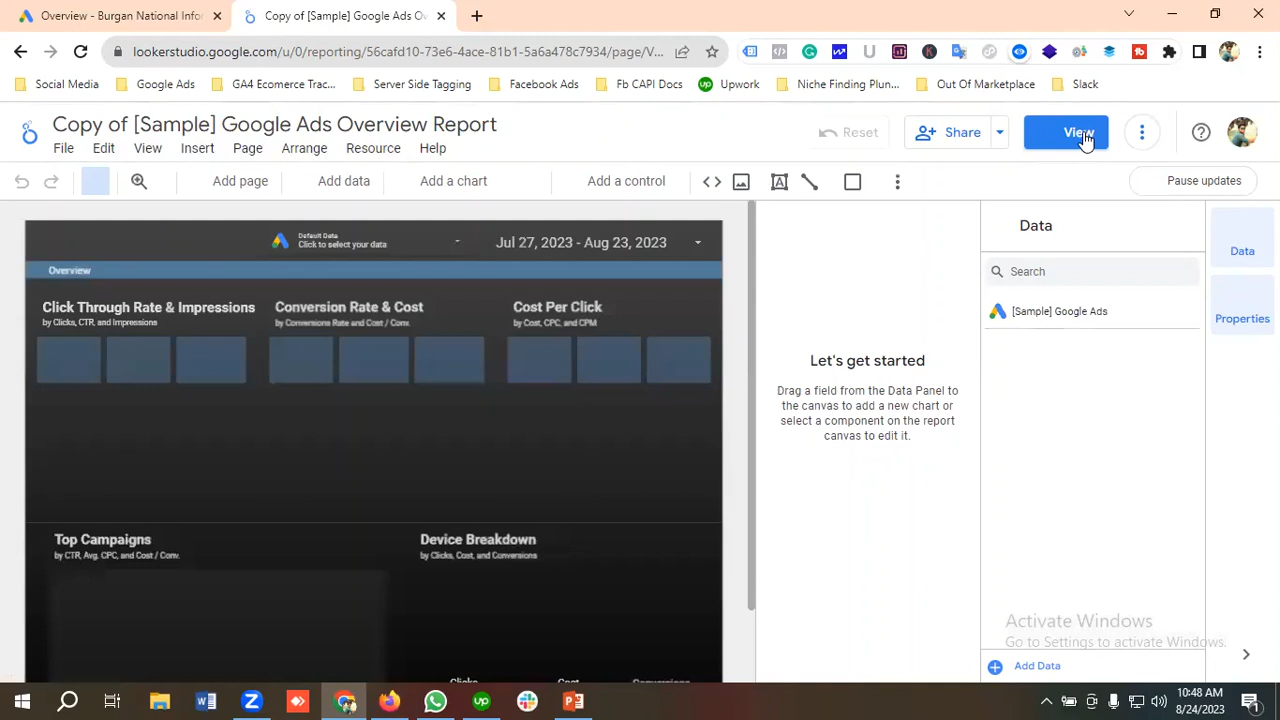 Overview – Burgan National Infor
Copy of [Sample] Google Ads Ov
lookerstudio.google.com/u/0/reporting/56cafd10-73e6-4ace-81b1-5a6a478c7934/page/V...
Social Media
Google Ads
GA4 Ecomerce Trac...
Server Side Tagging
Facebook Ads
Fb CAPI Docs
Upwork
Niche Finding Plun...
Out Of Marketplace
Slack
Copy of [Sample] Google Ads Overview Report
Reset
Share
View
File Edit View Insert Page Arrange Resource Help
Add page
Add data
Add a chart
Add a control
Pause updates
Default Data
Click to select your data
Jul 27, 2023 - Aug 23, 2023
Overview
Click Through Rate & Impressions
by Clicks, CTR, and Impressions
Conversion Rate & Cost
by Conversions Rate and Cost / Conv.
Cost Per Click
by Cost, CPC, and CPM
Top Campaigns
by CTR, Avg. CPC, and Cost / Conv.
Device Breakdown
by Clicks, Cost, and Conversions
Clicks
Cost
Conversions
Let's get started
Drag a field from the Data Panel to
the canvas to add a new chart or
select a component on the report
canvas to edit it.
Data
Search
[Sample] Google Ads
Add Data
Data
Properties
Activate Windows
Go to Settings to activate Windows.
10:48 AM
8/24/2023